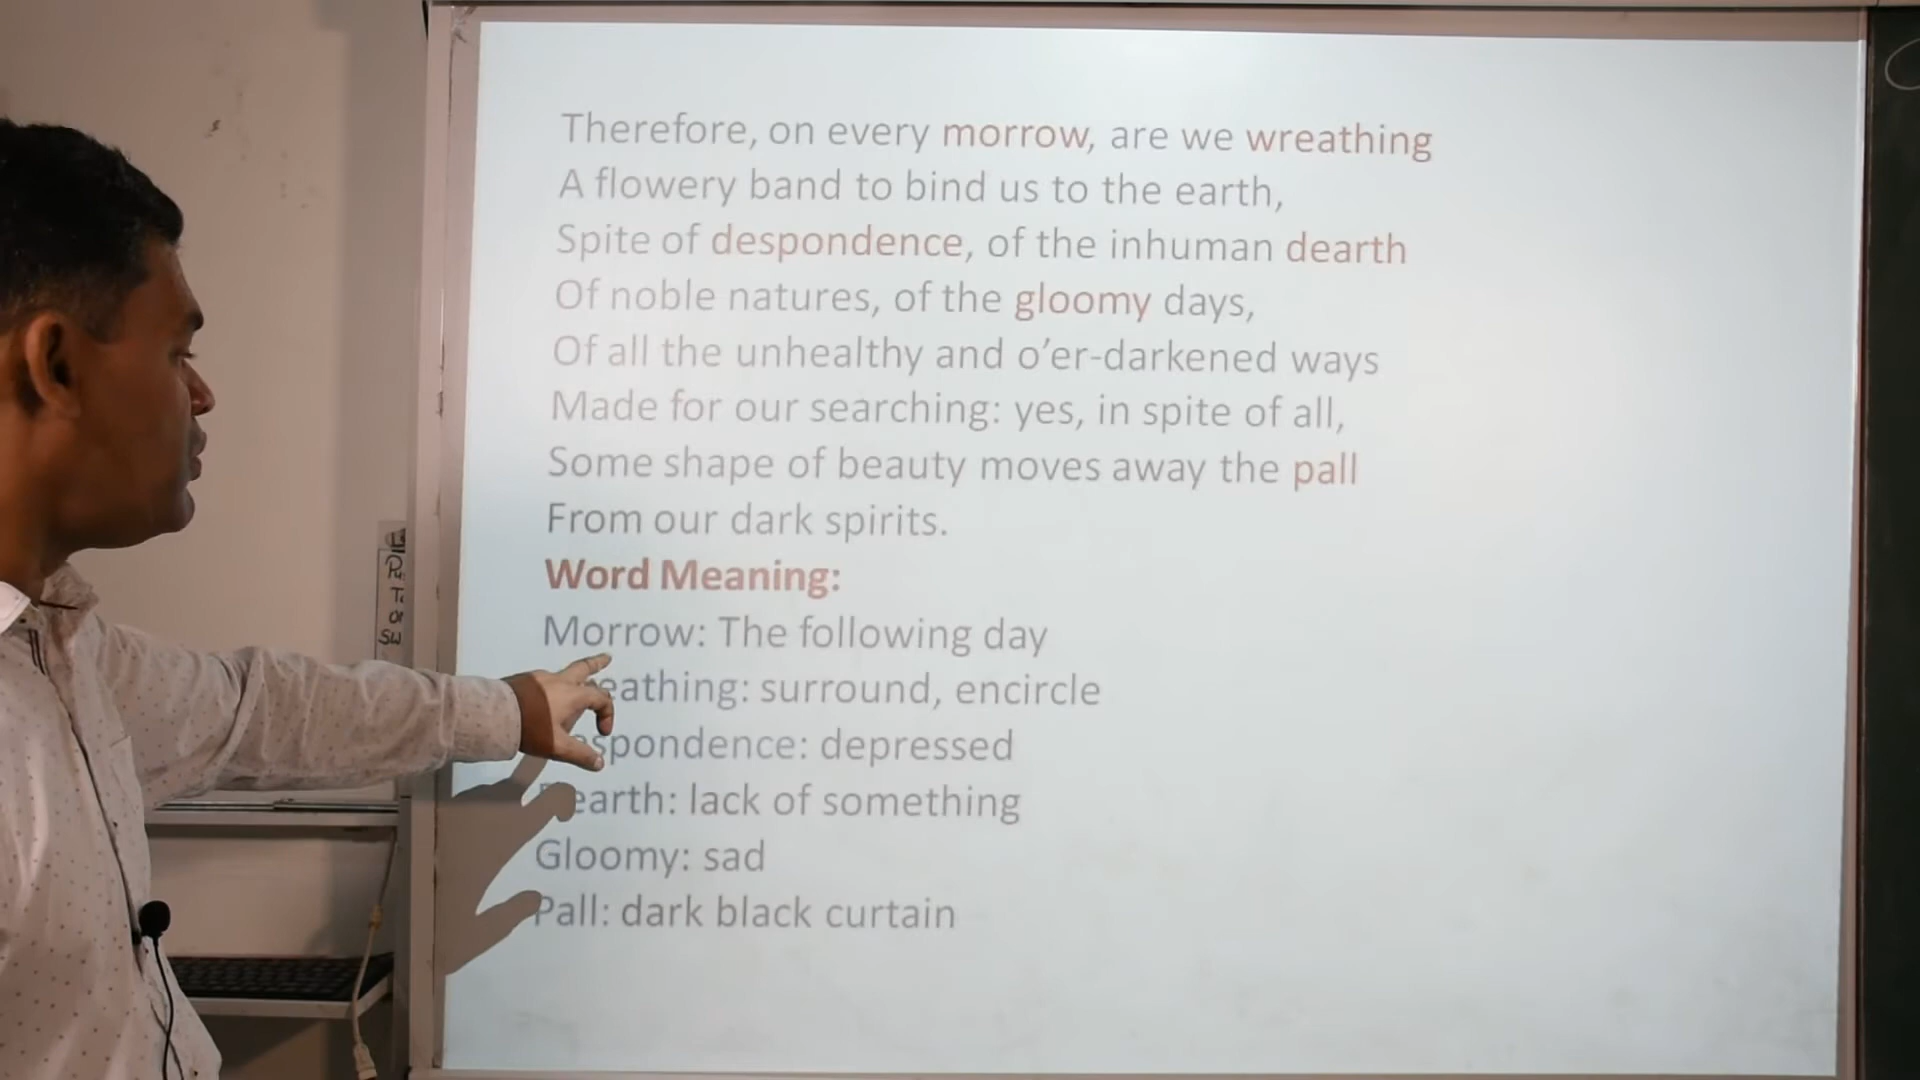 Therefore, on every morrow, are we wreathing
A flowery band to bind us to the earth,
Spite of despondence, of the inhuman dearth
Of noble natures, of the gloomy days,
Of all the unhealthy and o’er-darkened ways
Made for our searching: yes, in spite of all,
Some shape of beauty moves away the pall
From our dark spirits.
Word Meaning:
Morrow: The following day
eathing: surround, encircle
espondence: depressed
Dearth: lack of something
Gloomy: sad
Pall: dark black curtain